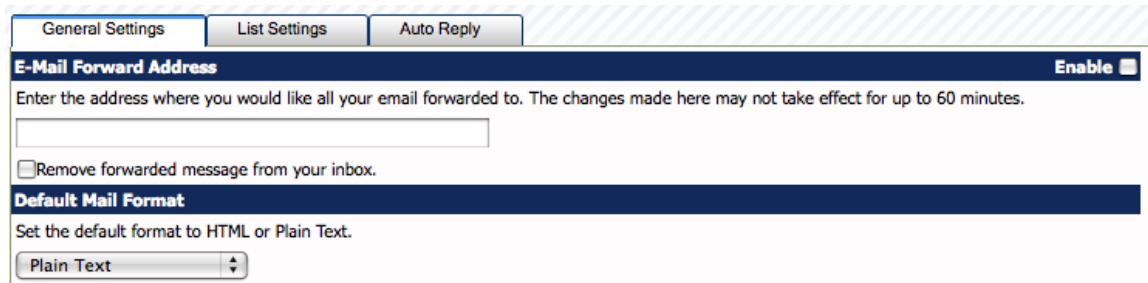 General Settings List Settings Auto Reply
E-Mail Forward Address Enable
Enter the address where you would like all your email forwarded to. The changes made here may not take effect for up to 60 minutes.
Remove forwarded message from your inbox.
Default Mail Format
Set the default format to HTML or Plain Text.
Plain Text